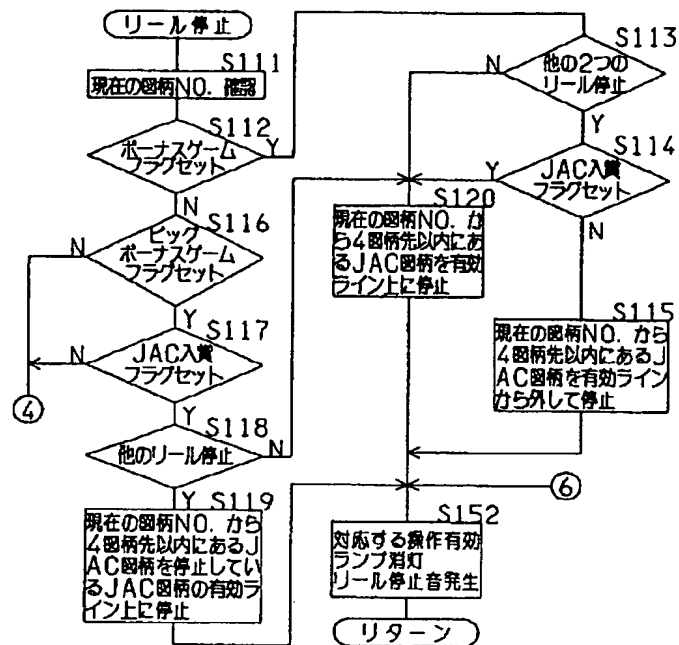 リール停止
S111
現在の図柄NO. 確認
S112
ボーナスゲーム
フラグセット
Y
N
S116
ビッグ
ボーナスゲーム
フラグセット
N
Y
S117
JAC入賞
フラグセット
N
Y
④
S118
他のリール停止
N
Y
S119
現在の図柄NO. から
4図柄先以内にあるJ
AC図柄を停止してい
るJAC図柄の有効ラ
イン上に停止
S113
他の2つの
リール停止
N
Y
S114
JAC入賞
フラグセット
Y
N
S120
現在の図柄NO. か
ら4図柄先以内にあ
るJAC図柄を有効
ライン上に停止
S115
現在の図柄NO. から
4図柄先以内にあるJ
AC図柄を有効ライン
から外して停止
⑥
S152
対応する操作有効
ランプ消灯
リール停止音発生
リターン